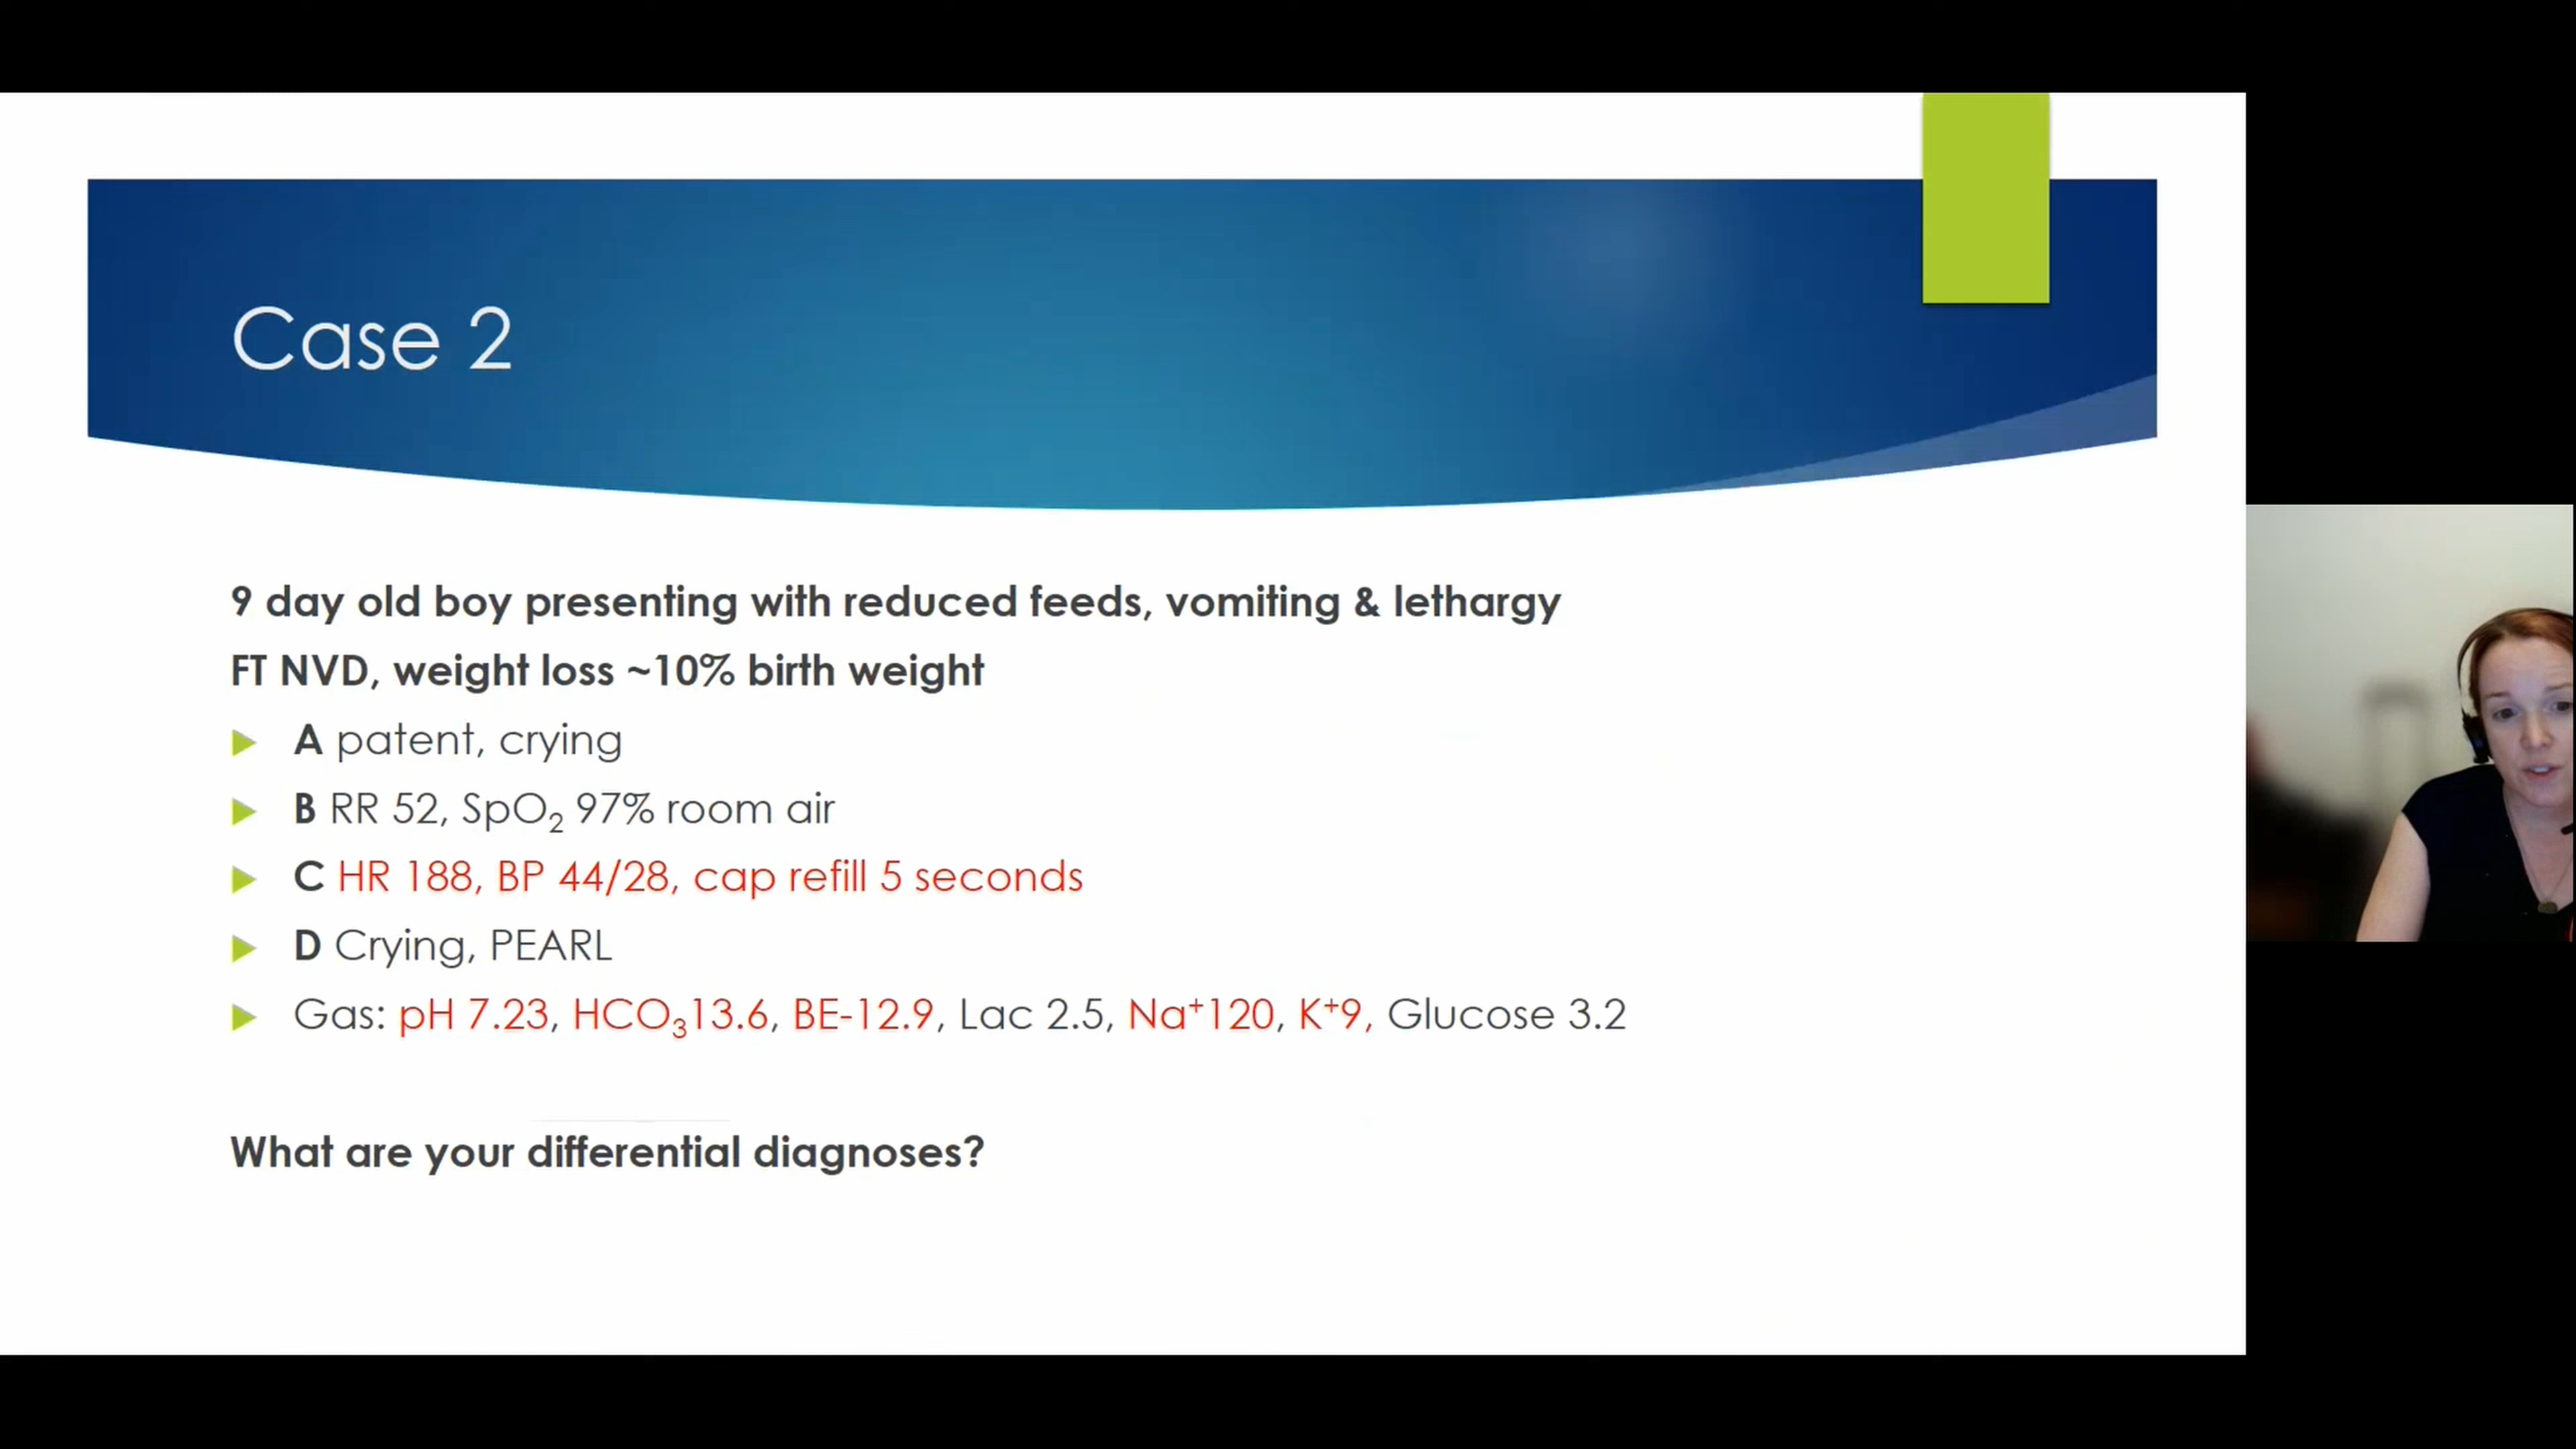 Case 2
9 day old boy presenting with reduced feeds, vomiting & lethargy
FT NVD, weight loss ~10% birth weight
A patent, crying
B RR 52, SpO₂ 97% room air
C HR 188, BP 44/28, cap refill 5 seconds
D Crying, PEARL
Gas: pH 7.23, HCO₃13.6, BE-12.9, Lac 2.5, Na⁺120, K⁺9, Glucose 3.2
What are your differential diagnoses?